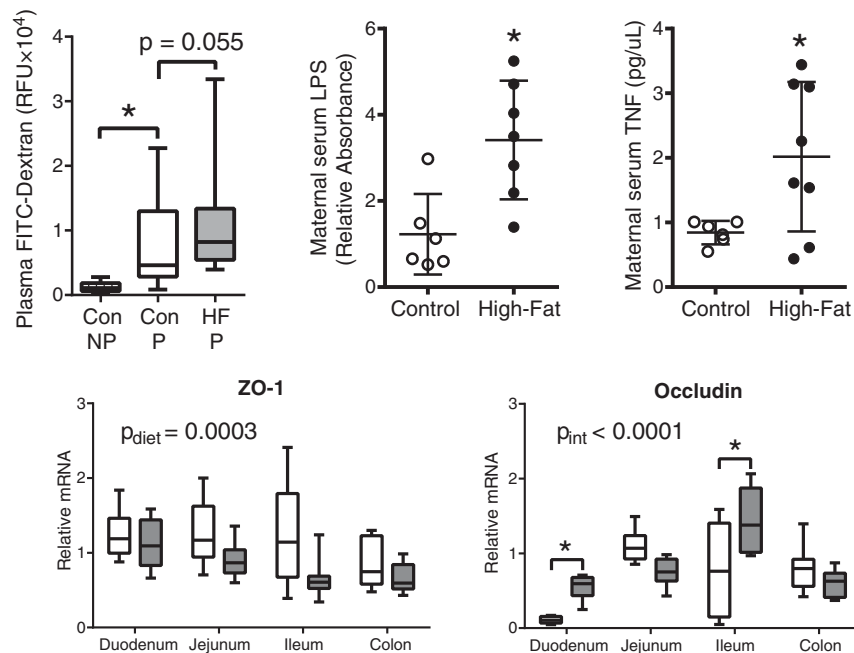 Plasma FITC-Dextran (RFU×10⁴)
4
3
2
1
0
*
p = 0.055
Con
NP
Con
P
HF
P
Maternal serum LPS
(Relative Absorbance)
6
4
2
0
*
Control
High-Fat
Maternal serum TNF (pg/uL)
4
3
2
1
0
*
Control
High-Fat
ZO-1
Relative mRNA
3
2
1
0
pdiet = 0.0003
Duodenum
Jejunum
Ileum
Colon
Occludin
Relative mRNA
3
2
1
0
pint < 0.0001
*
*
Duodenum
Jejunum
Ileum
Colon